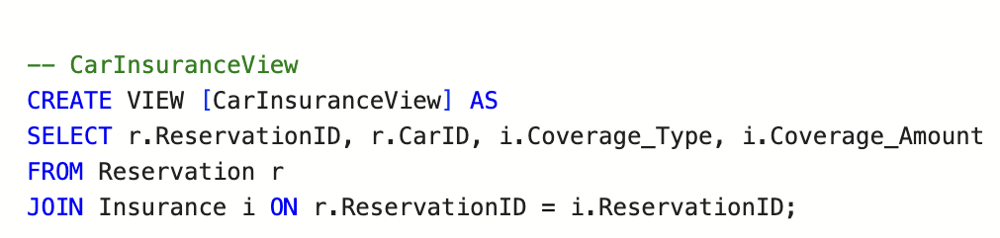 -- CarInsuranceView
CREATE VIEW [CarInsuranceView] AS
SELECT r.ReservationID, r.CarID, i.Coverage_Type, i.Coverage_Amount
FROM Reservation r
JOIN Insurance i ON r.ReservationID = i.ReservationID;